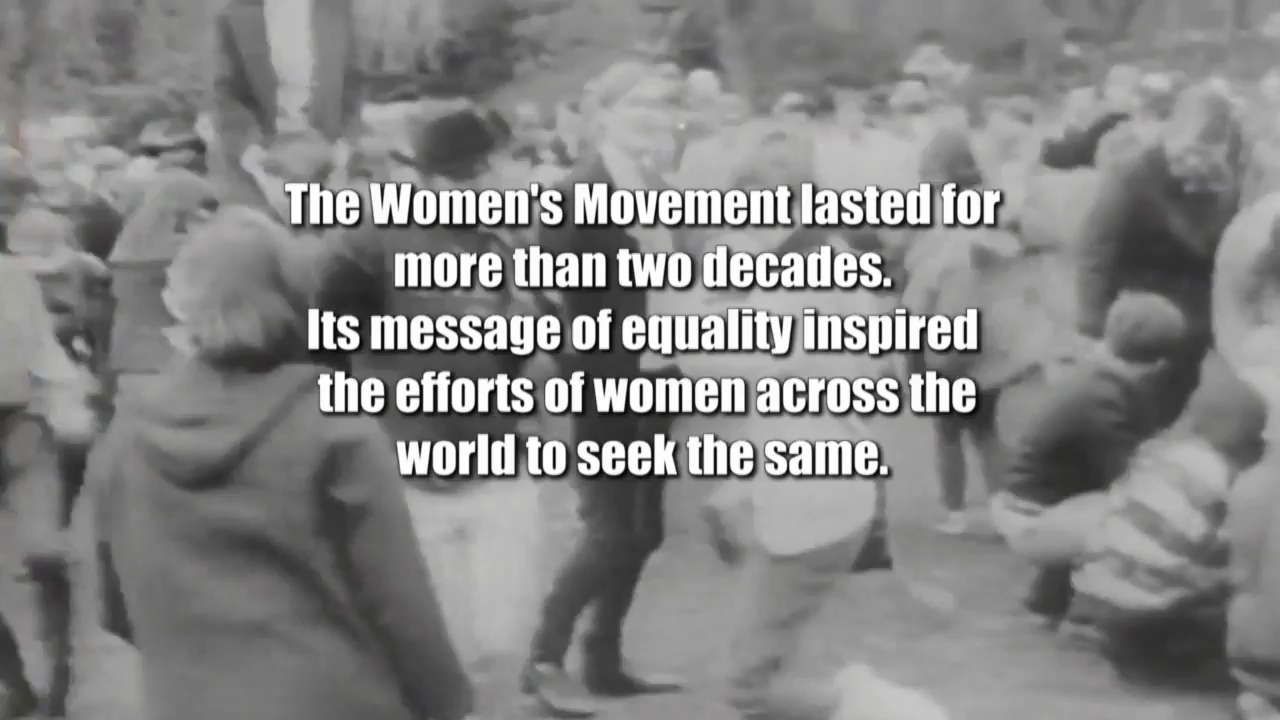 The Women's Movement lasted for
more than two decades.
Its message of equality inspired
the efforts of women across the
world to seek the same.